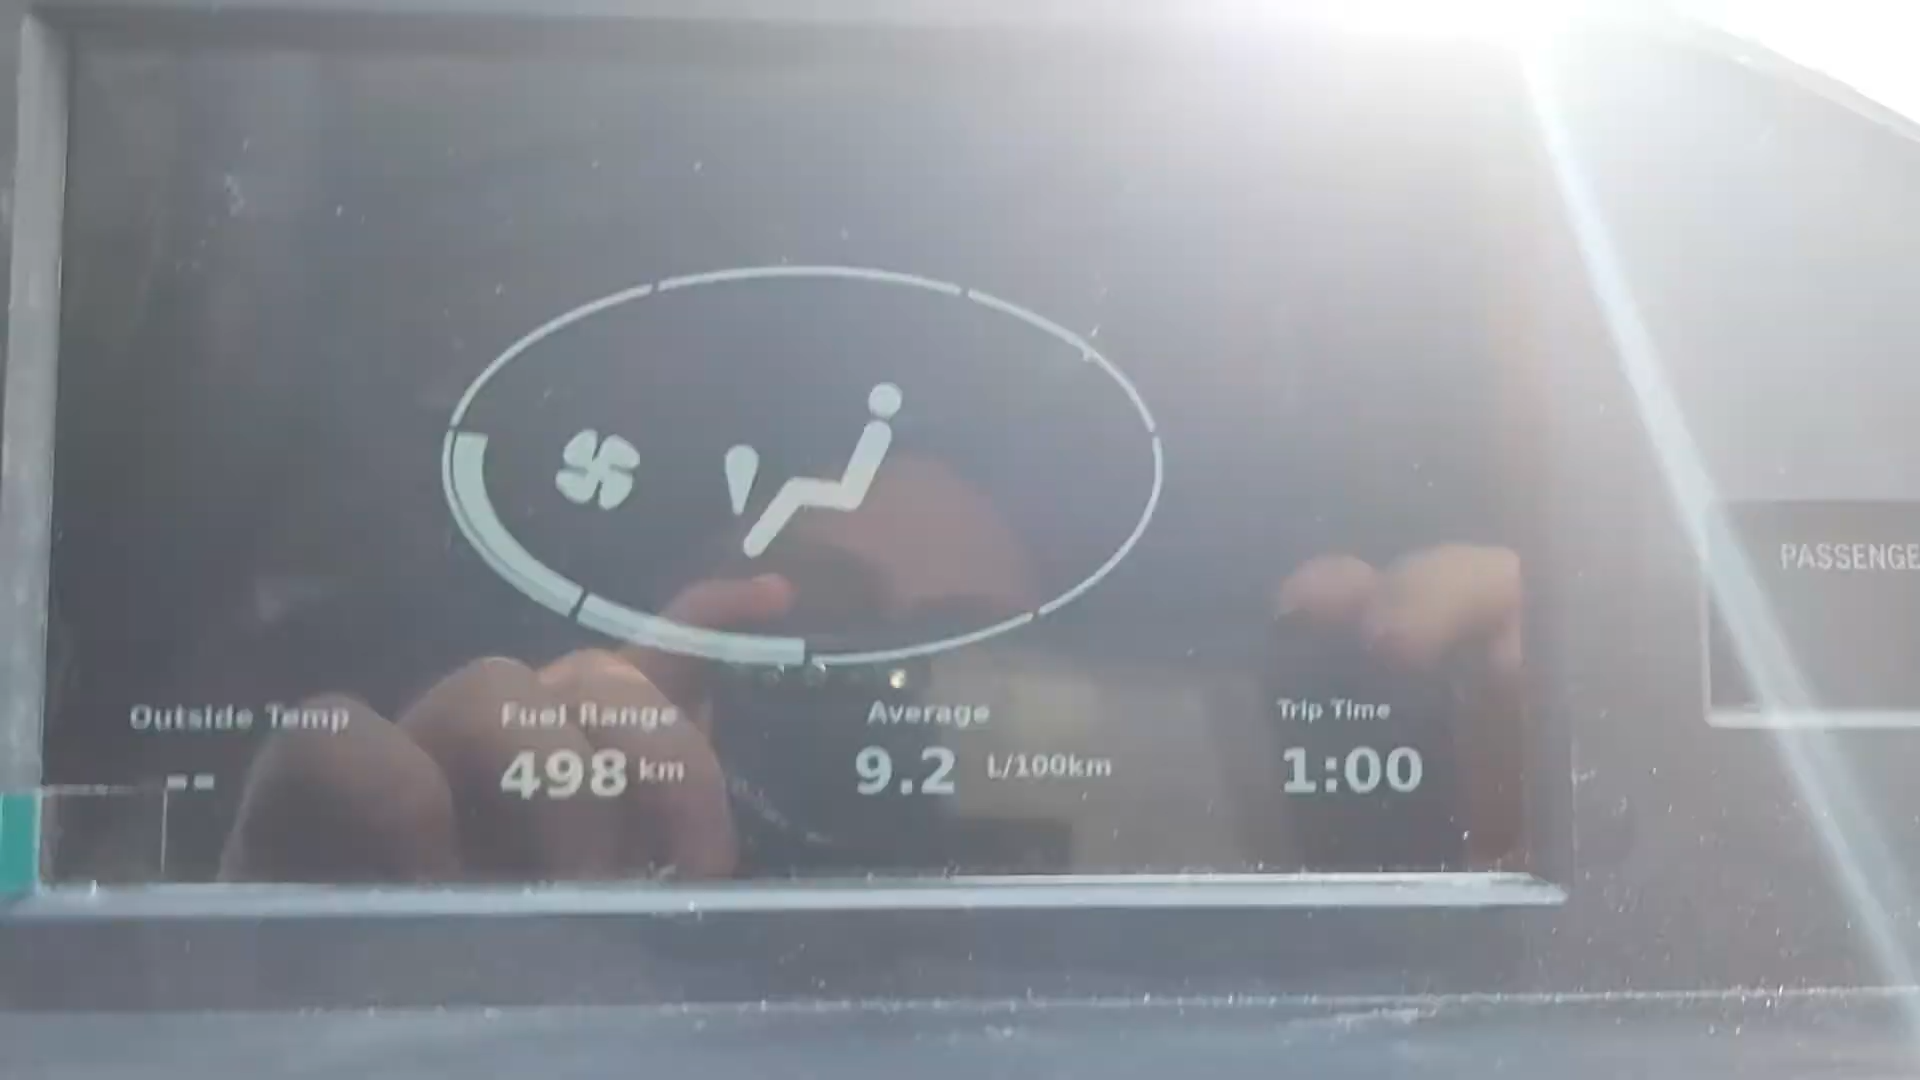 PASSENGE
Outside Temp
Fuel Range
Average
Trip Time
--
498 km
9.2 L/100km
1:00